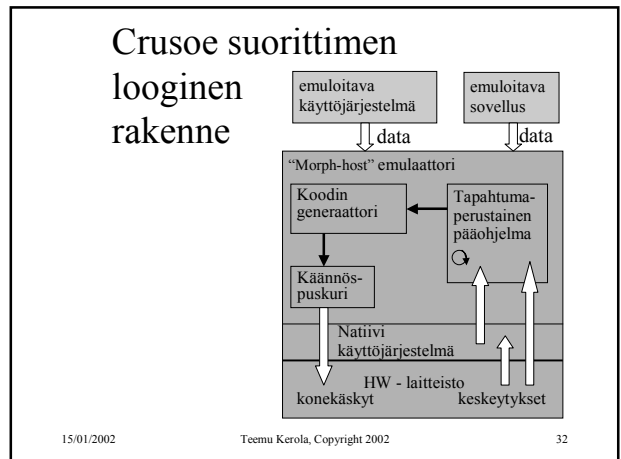 Crusoe suorittimen
looginen
rakenne
emuloitava
käyttöjärjestelmä
emuloitava
sovellus
data
data
“Morph-host” emulaattori
Koodin
generaattori
Tapahtuma-
perustainen
pääohjelma
Käännös-
puskuri
Natiivi
käyttöjärjestelmä
HW - laitteisto
konekäskyt
keskeytykset
15/01/2002
Teemu Kerola, Copyright 2002
32